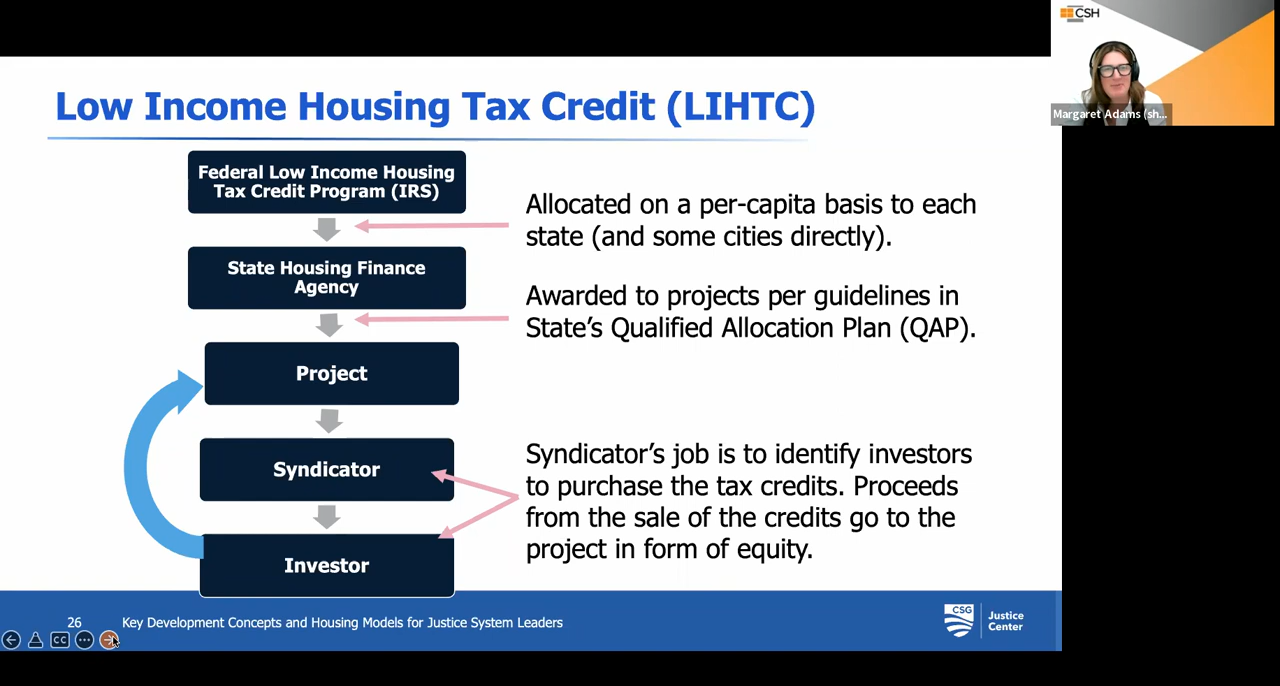 CSH
Margaret Adams (sh...
Low Income Housing Tax Credit (LIHTC)
Federal Low Income Housing
Tax Credit Program (IRS)
Allocated on a per-capita basis to each
state (and some cities directly).
State Housing Finance
Agency
Awarded to projects per guidelines in
State’s Qualified Allocation Plan (QAP).
Project
Syndicator
Syndicator’s job is to identify investors
to purchase the tax credits. Proceeds
from the sale of the credits go to the
project in form of equity.
Investor
26
Key Development Concepts and Housing Models for Justice System Leaders
CSG
Justice
Center
CC